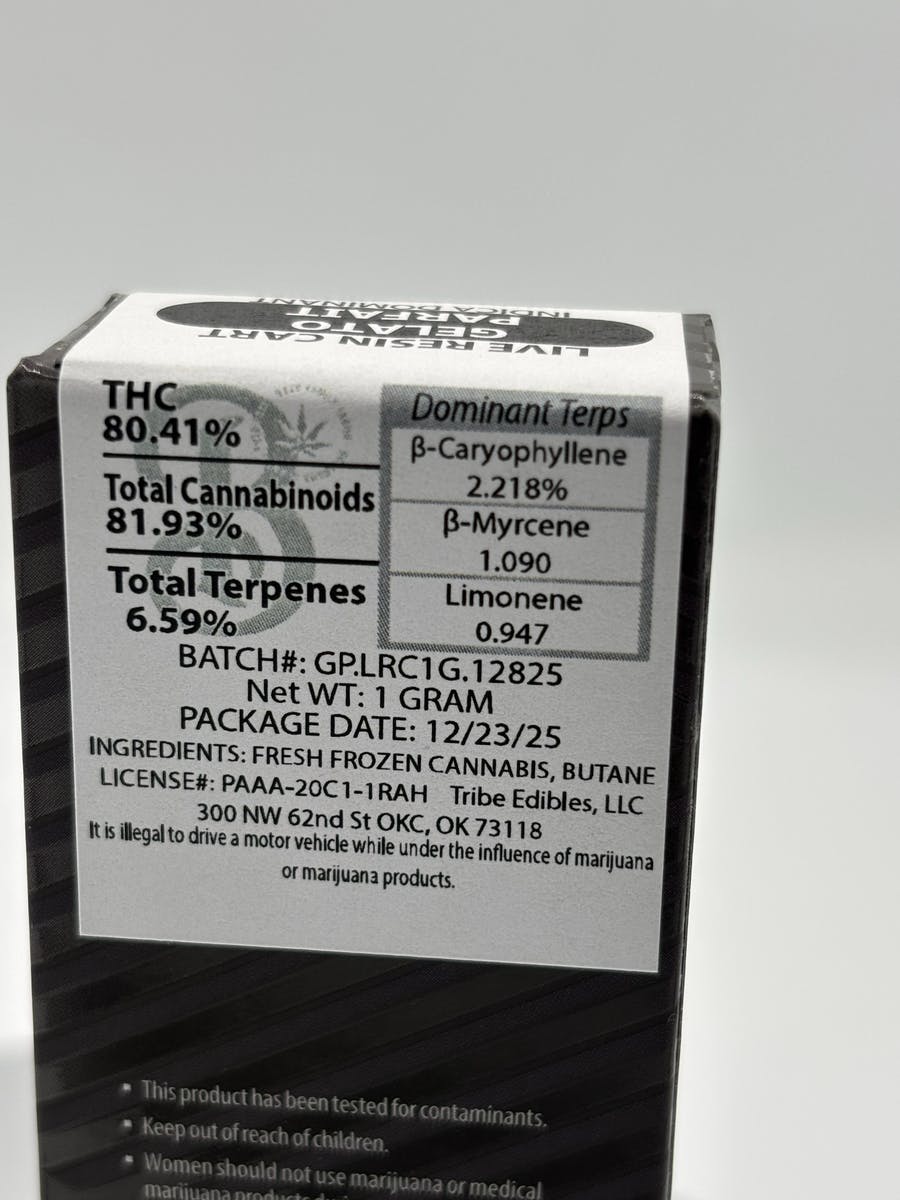 LIVE RESIN CART
GELATO
PARFAIT
INDICA DOMINANT
THC
80.41%
Total Cannabinoids
81.93%
Total Terpenes
6.59%
Dominant Terps
β-Caryophyllene
2.218%
β-Myrcene
1.090
Limonene
0.947
BATCH#: GP.LRC1G.12825
Net WT: 1 GRAM
PACKAGE DATE: 12/23/25
INGREDIENTS: FRESH FROZEN CANNABIS, BUTANE
LICENSE#: PAAA-20C1-1RAH Tribe Edibles, LLC
300 NW 62nd St OKC, OK 73118
It is illegal to drive a motor vehicle while under the influence of marijuana
or marijuana products.
▪ This product has been tested for contaminants.
▪ Keep out of reach of children.
▪ Women should not use marijuana or medical
marijuana products